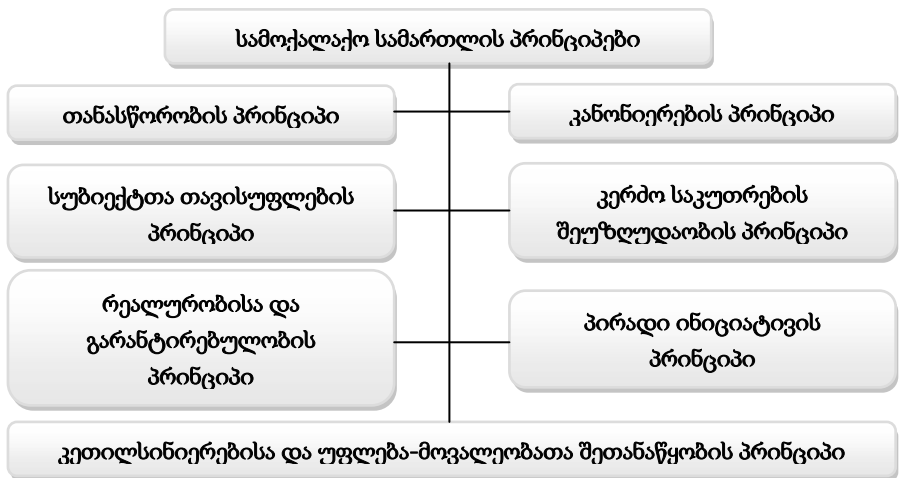 სამოქალაქო სამართლის პრინციპები
თანასწორობის პრინციპი
კანონიერების პრინციპი
სუბიექტთა თავისუფლების
პრინციპი
კერძო საკუთრების
შეუზღუდაობის პრინციპი
რეალურობისა და
გარანტირებულობის
პრინციპი
პირადი ინიციატივის
პრინციპი
კეთილსინიერებისა და უფლება-მოვალეობათა შეთანაწყობის პრინციპი